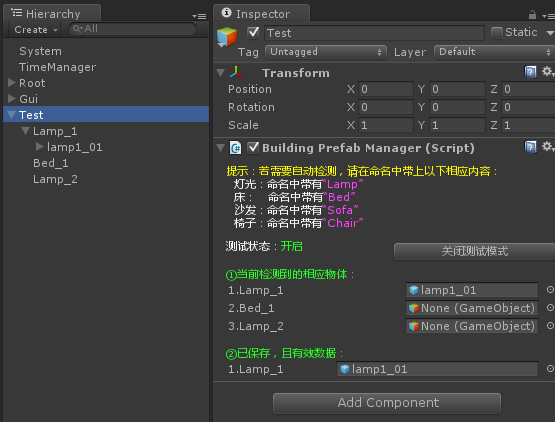 Hierarchy
Create
All
System
TimeManager
Root
Gui
Test
Lamp_1
lamp1_01
Bed_1
Lamp_2
Inspector
Test
Static
Tag Untagged Layer Default
Transform
Position X 0 Y 0 Z 0
Rotation X 0 Y 0 Z 0
Scale X 1 Y 1 Z 1
Building Prefab Manager (Script)
提示：若需要自动检测，请在命名中带上以下相应内容：
灯光：命名中带有“Lamp”
床： 命名中带有“Bed”
沙发：命名中带有“Sofa”
椅子：命名中带有“Chair”
测试状态：开启 关闭测试模式
①当前检测到的相应物体：
1.Lamp_1 lamp1_01
2.Bed_1 None (GameObject)
3.Lamp_2 None (GameObject)
②已保存，且有效数据：
1.Lamp_1 lamp1_01
Add Component